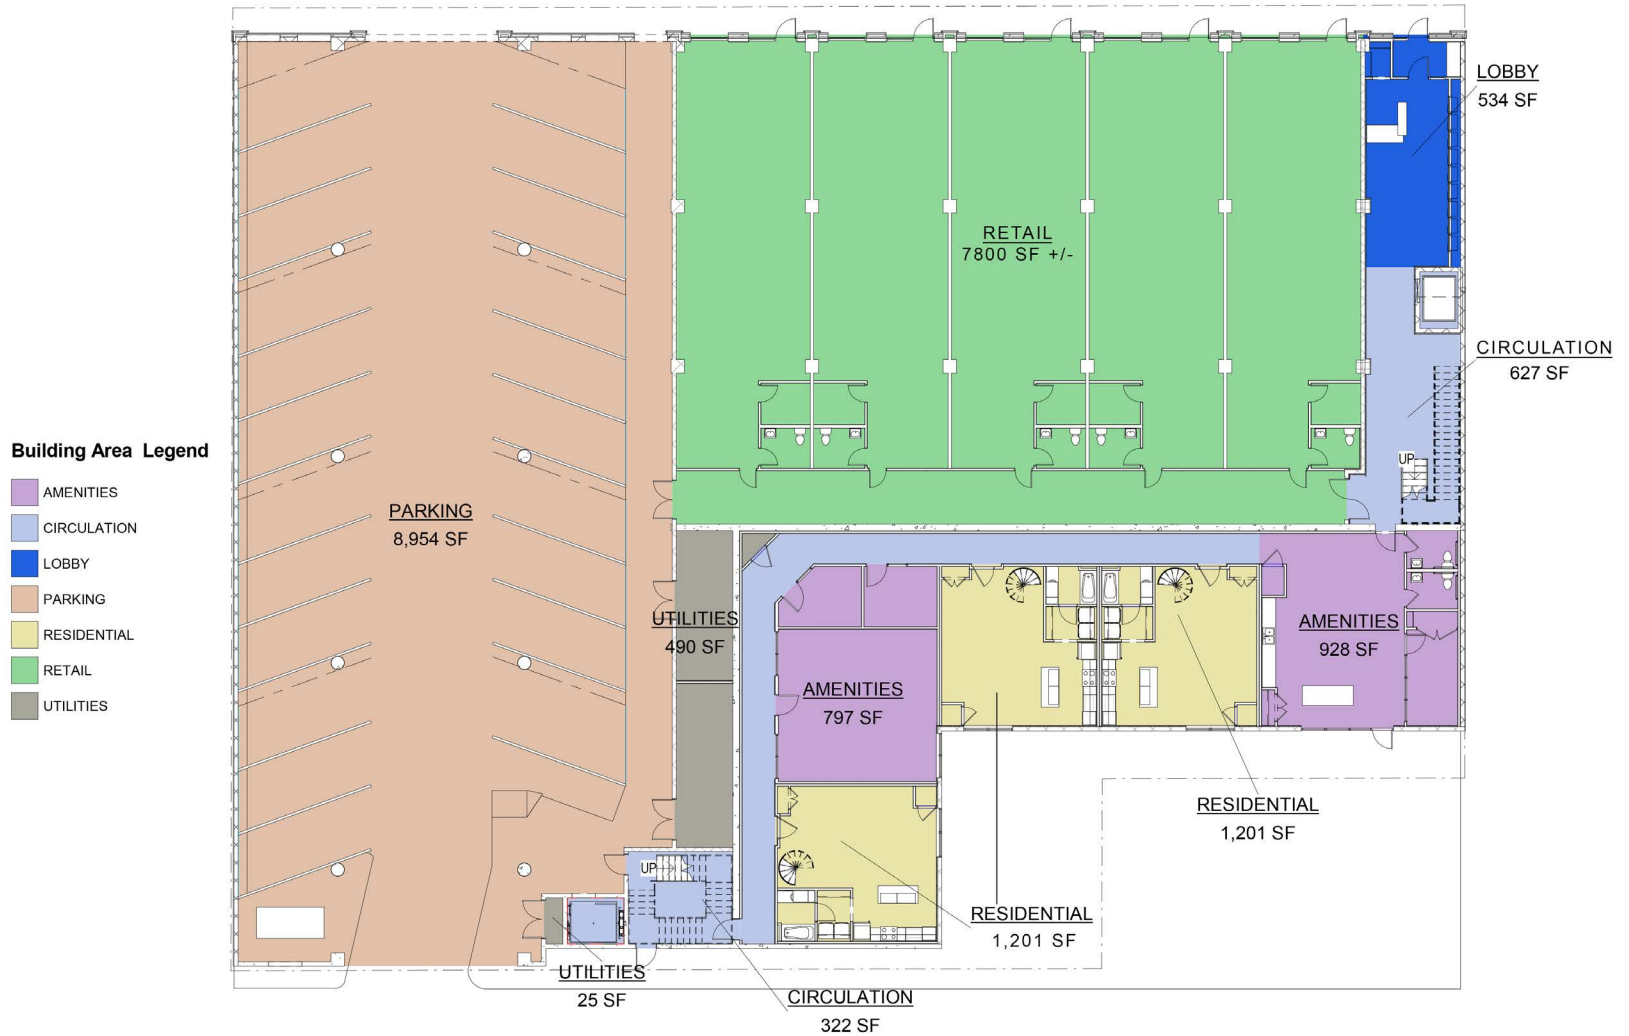 LOBBY
534 SF
RETAIL
7800 SF +/-
CIRCULATION
627 SF
Building Area Legend
AMENITIES
CIRCULATION
LOBBY
PARKING
RESIDENTIAL
RETAIL
UTILITIES
UP
PARKING
8,954 SF
UTILITIES
490 SF
AMENITIES
928 SF
AMENITIES
797 SF
RESIDENTIAL
1,201 SF
UP
RESIDENTIAL
1,201 SF
UTILITIES
25 SF
CIRCULATION
322 SF